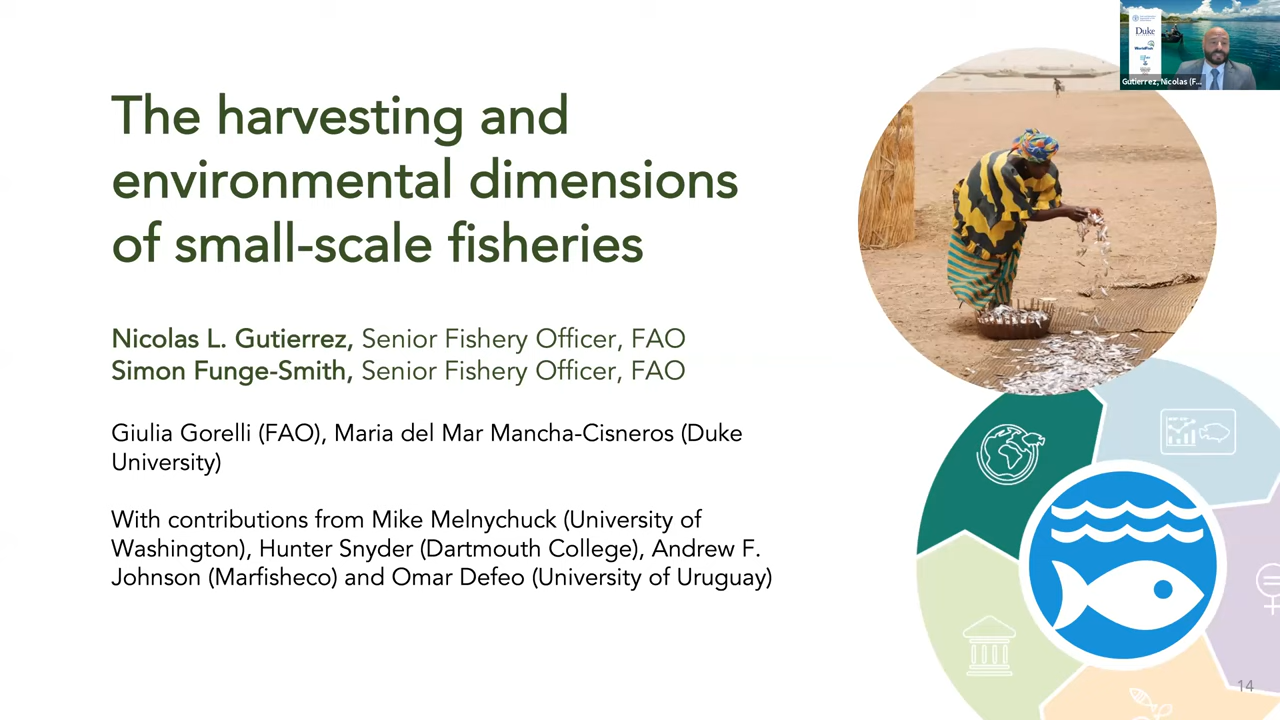 The harvesting and
environmental dimensions
of small-scale fisheries
Nicolas L. Gutierrez, Senior Fishery Officer, FAO
Simon Funge-Smith, Senior Fishery Officer, FAO
Giulia Gorelli (FAO), Maria del Mar Mancha-Cisneros (Duke
University)
With contributions from Mike Melnychuck (University of
Washington), Hunter Snyder (Dartmouth College), Andrew F.
Johnson (Marfisheco) and Omar Defeo (University of Uruguay)
Duke
WorldFish
Gutierrez, Nicolas (F...
14